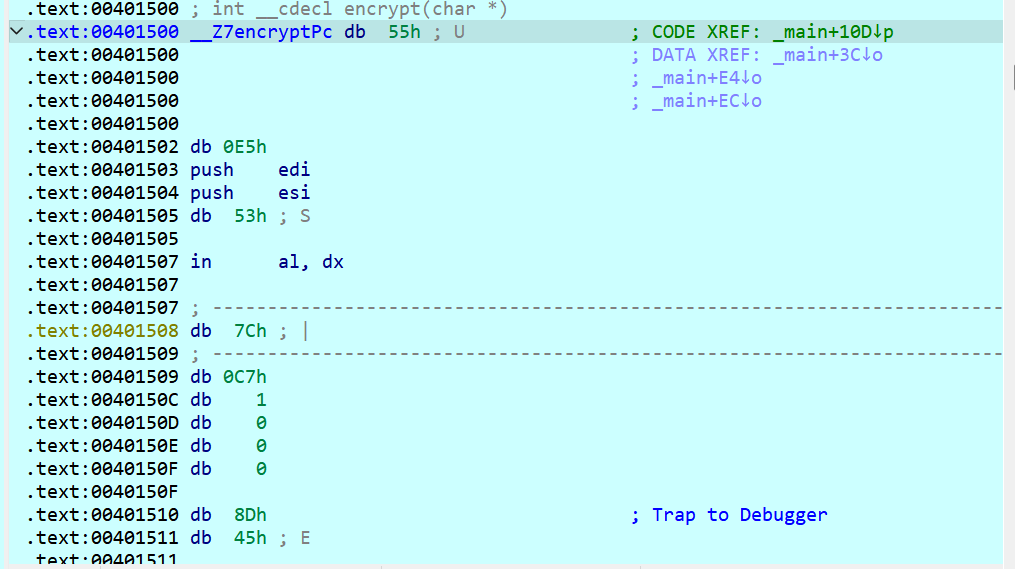 .text:00401500 ; int __cdecl encrypt(char *)
.text:00401500 __Z7encryptPc db 55h ; U ; CODE XREF: _main+10D↓p
.text:00401500 ; DATA XREF: _main+3C↓o
.text:00401500 ; _main+E4↓o
.text:00401500 ; _main+EC↓o
.text:00401500
.text:00401502 db 0E5h
.text:00401503 push edi
.text:00401504 push esi
.text:00401505 db 53h ; S
.text:00401505
.text:00401507 in al, dx
.text:00401507
.text:00401507 ; ---------------------------------------------------------------------------
.text:00401508 db 7Ch ; |
.text:00401509 ; ---------------------------------------------------------------------------
.text:00401509 db 0C7h
.text:0040150C db 1
.text:0040150D db 0
.text:0040150E db 0
.text:0040150F db 0
.text:0040150F
.text:00401510 db 8Dh ; Trap to Debugger
.text:00401511 db 45h ; E
.text:00401511